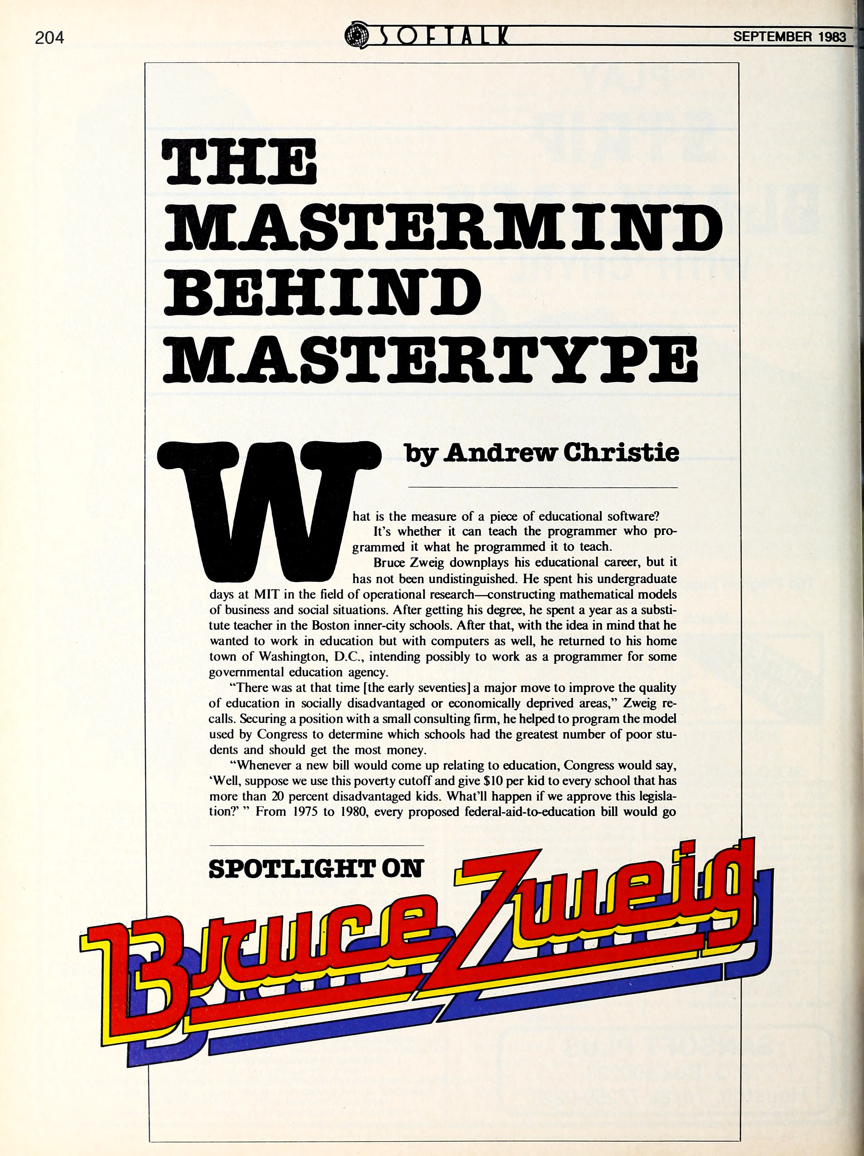 204
SOFTALK
SEPTEMBER 1983
THE
MASTERMIND
BEHIND
MASTERTYPE
by Andrew Christie
What is the measure of a piece of educational software?
It's whether it can teach the programmer who pro-
grammed it what he programmed it to teach.
Bruce Zweig downplays his educational career, but it
has not been undistinguished. He spent his undergraduate
days at MIT in the field of operational research—constructing mathematical models
of business and social situations. After getting his degree, he spent a year as a substi-
tute teacher in the Boston inner-city schools. After that, with the idea in mind that he
wanted to work in education but with computers as well, he returned to his home
town of Washington, D.C., intending possibly to work as a programmer for some
governmental education agency.
"There was at that time [the early seventies] a major move to improve the quality
of education in socially disadvantaged or economically deprived areas," Zweig re-
calls. Securing a position with a small consulting firm, he helped to program the model
used by Congress to determine which schools had the greatest number of poor stu-
dents and should get the most money.
"Whenever a new bill would come up relating to education, Congress would say,
'Well, suppose we use this poverty cutoff and give $10 per kid to every school that has
more than 20 percent disadvantaged kids. What'll happen if we approve this legisla-
tion?' " From 1975 to 1980, every proposed federal-aid-to-education bill would go
SPOTLIGHT ON
Bruce Zweig